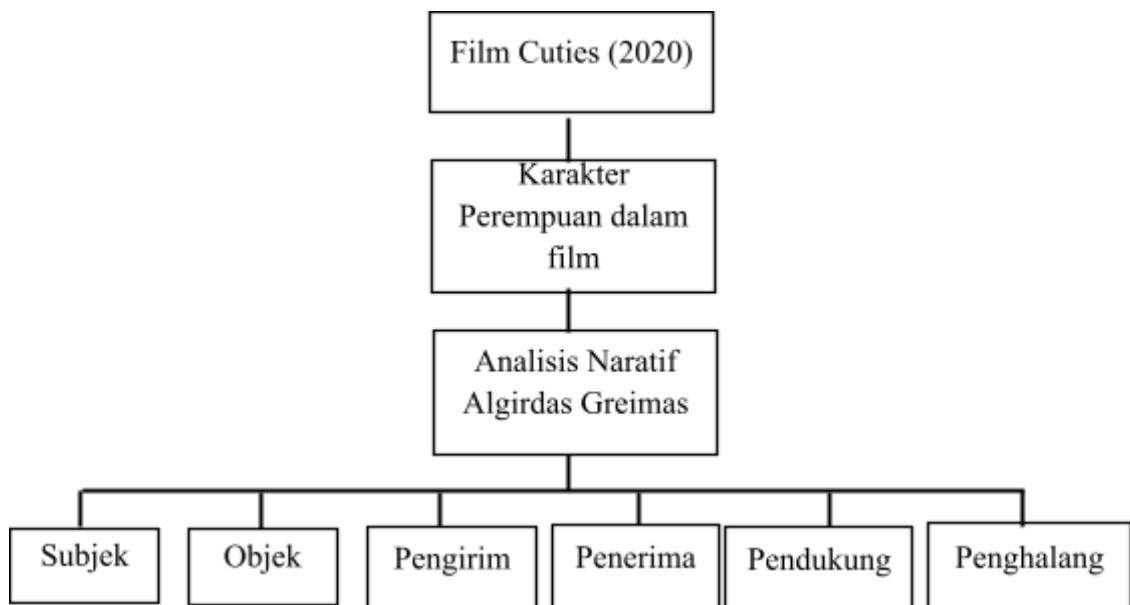 Film Cuties (2020)
Karakter
Perempuan dalam
film
Analisis Naratif
Algirdas Greimas
Subjek
Objek
Pengirim
Penerima
Pendukung
Penghalang